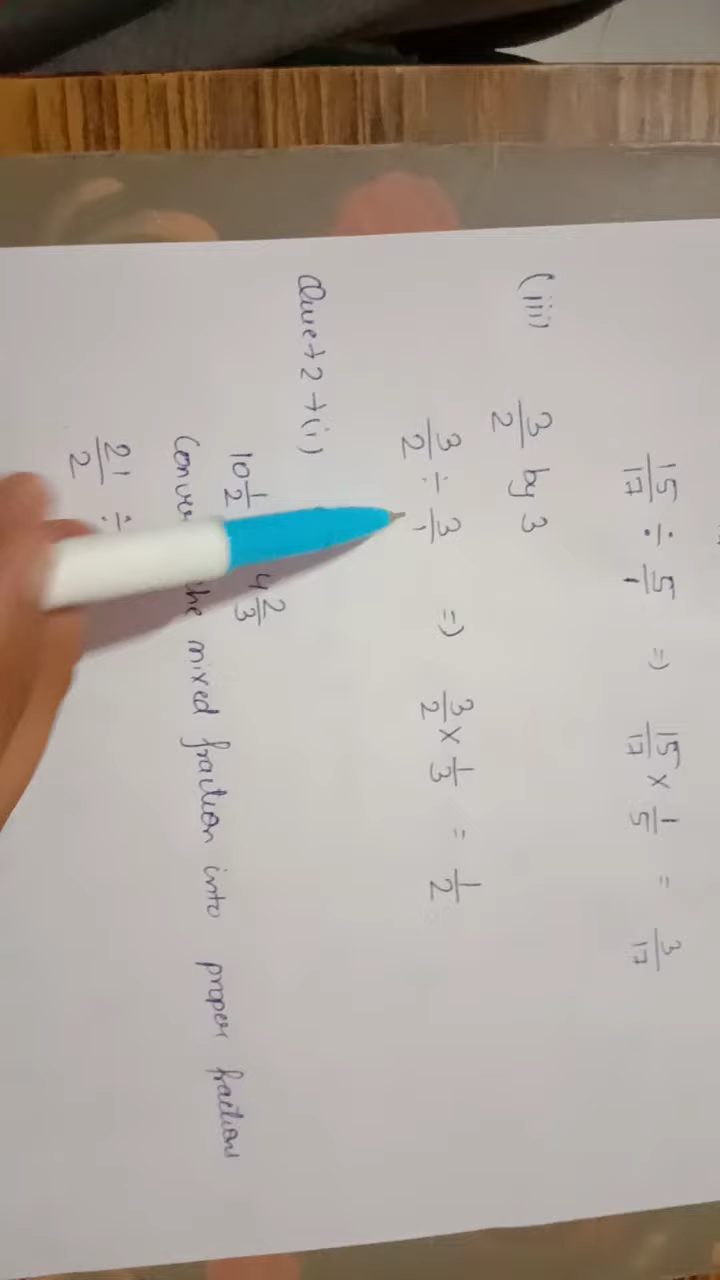 15/17 ÷ 5/1 => 15/17 × 1/5 = 3/17
(iii) 3/2 by 3
3/2 ÷ 3/1 => 3/2 × 1/3 = 1/2
Que→2→(i)
10 1/2 4 2/3
the mixed fraction into proper fraction
21/2 ÷